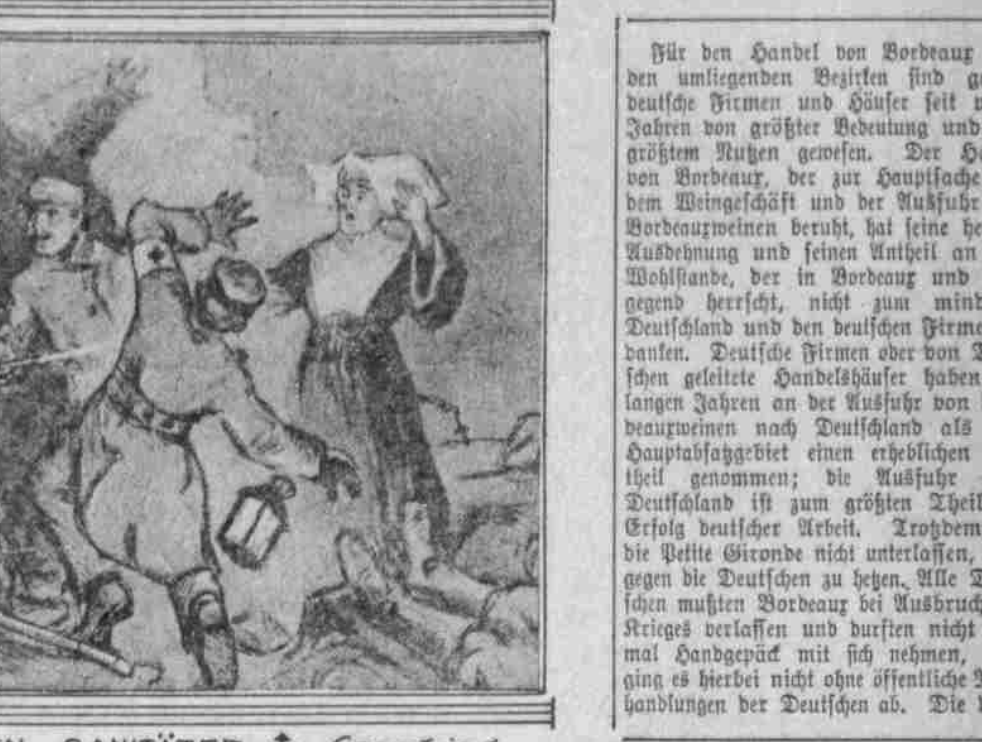 Für den Handel von Bordeaux
den umliegenden Bezirken sind
deutsche Firmen und Häuser seit
Jahren von größter Bedeutung und
größtem Nutzen gewesen. Der
von Bordeaux, der zur Hauptsache
dem Weingeschäft und der Ausfuhr
Bordeauxweinen beruht, hat seine
Ausdehnung und seinen Antheil an
Wohlstande, der in Bordeaux und
gegend herrscht, nicht zum
Deutschland und den deutschen
danken. Deutsche Firmen oder von
schen geleitete Handelshäuser haben
langen Jahren an der Ausfuhr von
deauxweinen nach Deutschland als
Hauptabsatzgebiet einen erheblichen
theil genommen; die Ausfuhr
Deutschland ist zum größten
Erfolg deutscher Arbeit. Trotzdem
die Petite Gironde nicht unterlassen,
gegen die Deutschen zu hetzen. Alle
schen mußten Bordeaux bei Ausbruch
Krieges verlassen und durften nicht
mal Handgepäck mit sich nehmen,
ging es hierbei nicht ohne öffentliche
handlungen der Deutschen ab. Die